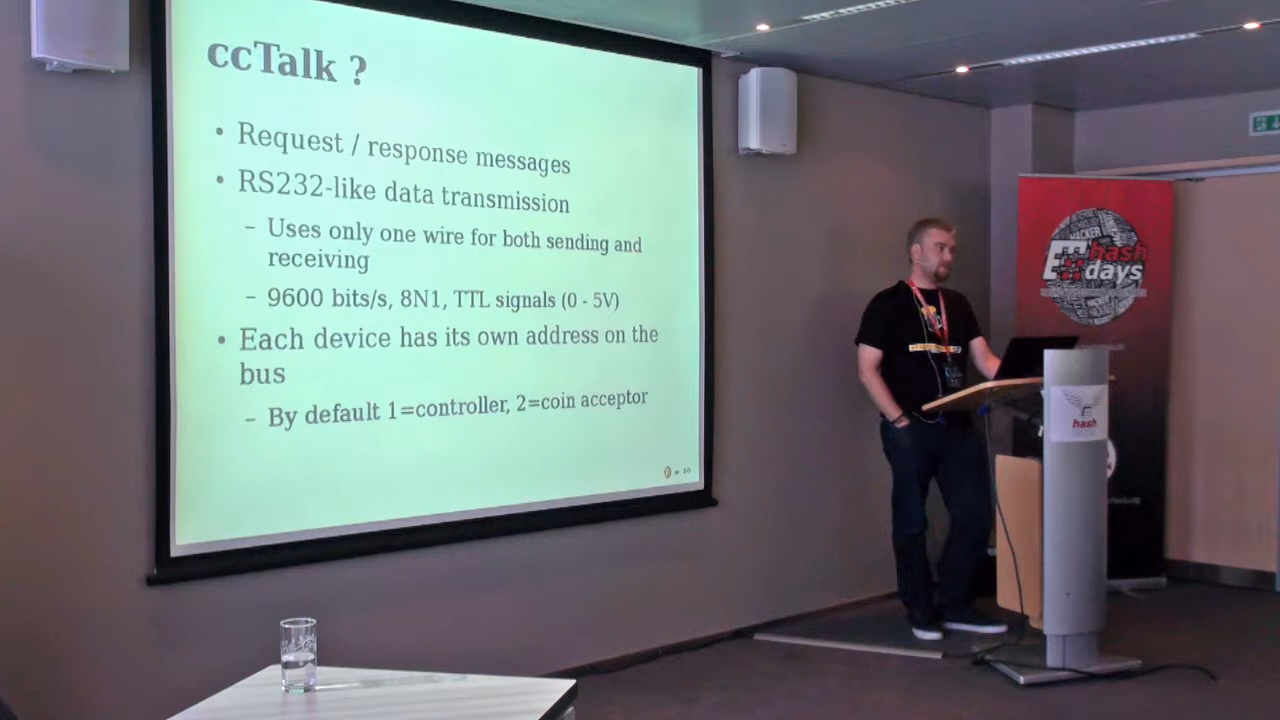 ccTalk ?
• Request / response messages
• RS232-like data transmission
– Uses only one wire for both sending and
receiving
– 9600 bits/s, 8N1, TTL signals (0 - 5V)
• Each device has its own address on the
bus
– By default 1=controller, 2=coin acceptor
HACKER
hash
days
hash